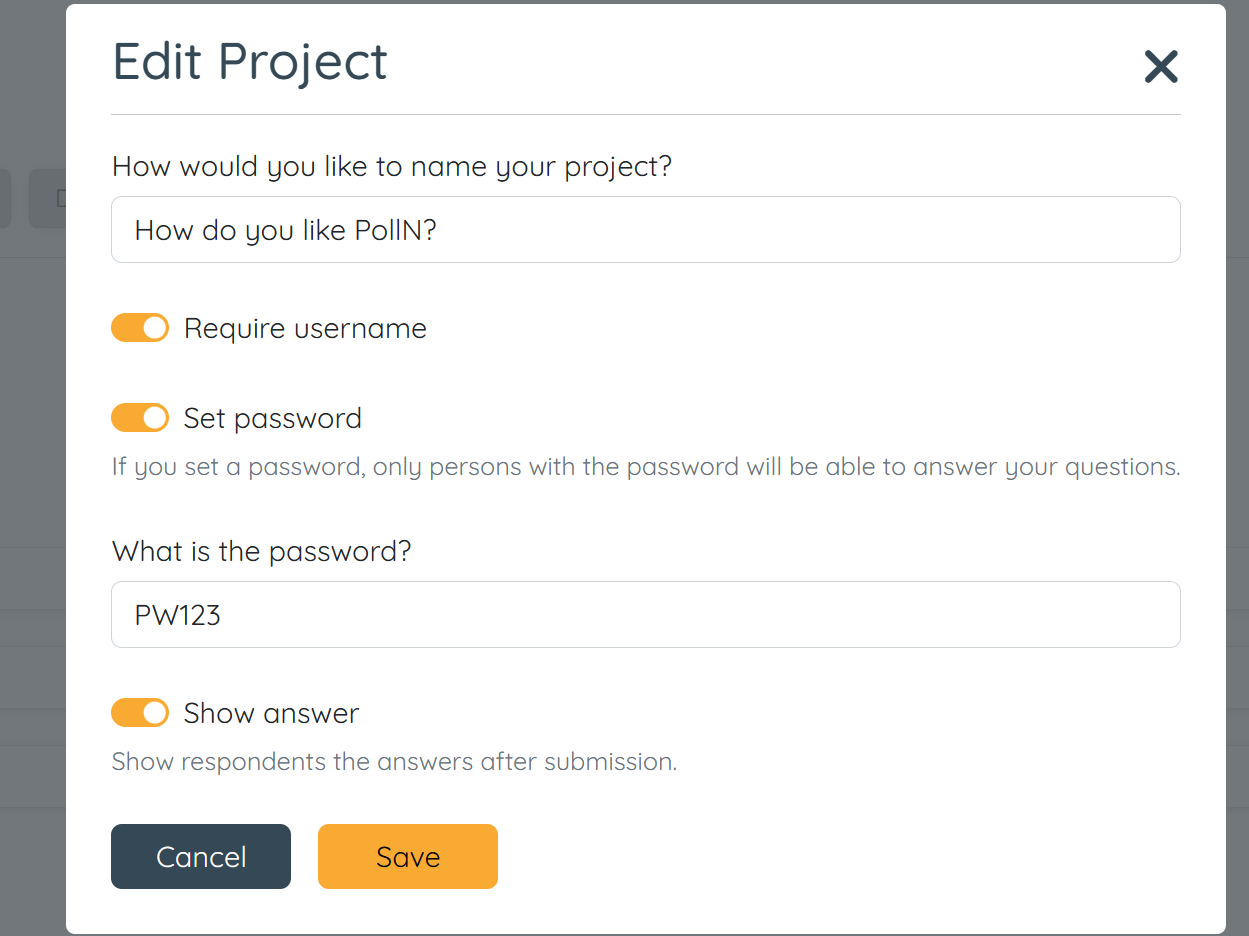 Edit Project
How would you like to name your project?
How do you like PollN?
Require username
Set password
If you set a password, only persons with the password will be able to answer your questions.
What is the password?
PW123
Show answer
Show respondents the answers after submission.
Cancel
Save